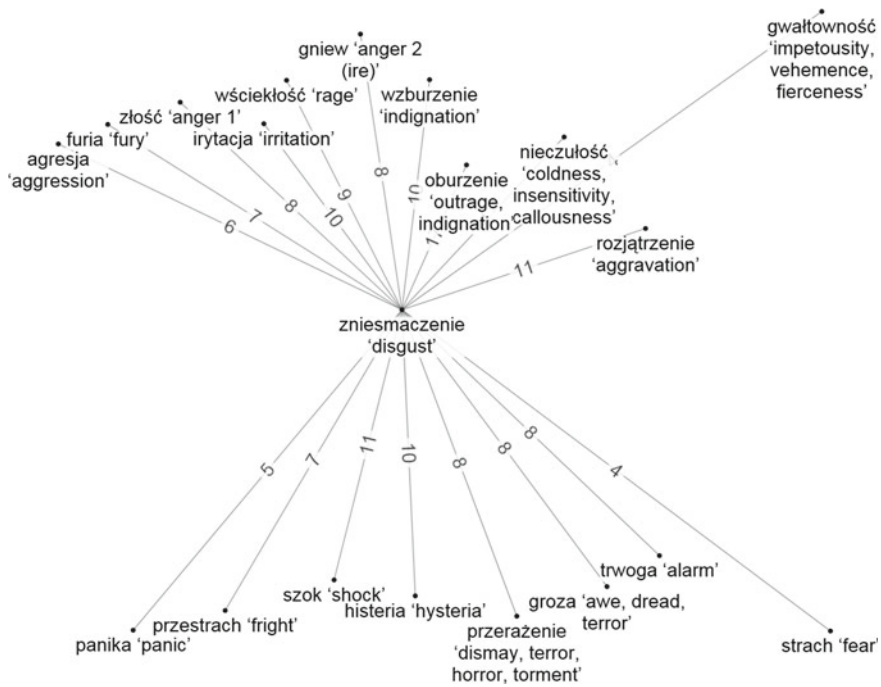 gniew ‘anger 2
(ire)’
gwałtowność
‘impetousity,
vehemence,
fierceness’
wściekłość ‘rage’
wzburzenie
‘indignation’
złość ‘anger 1’
furia ‘fury’
irytacja ‘irritation’
agresja
‘aggression’
nieczułość
‘coldness,
insensitivity,
callousness’
oburzenie
‘outrage,
indignation
rozjątrzenie
‘aggravation’
6
7
8
10
9
8
10
11
zniesmaczenie
‘disgust’
5
7
11
10
8
8
8
4
trwoga ‘alarm’
szok ‘shock’
histeria ‘hysteria’
groza ‘awe, dread,
terror’
przestrach ‘fright’
panika ‘panic’
przerażenie
‘dismay, terror,
horror, torment’
strach ‘fear’